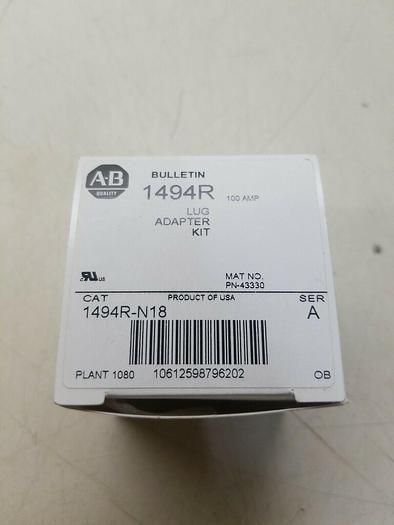 A-B
QUALITY
BULLETIN
1494R 100 AMP
LUG
ADAPTER
KIT
MAT NO.
PN-43330
CAT PRODUCT OF USA SER
1494R-N18 A
PLANT 1080 10612598796202 OB